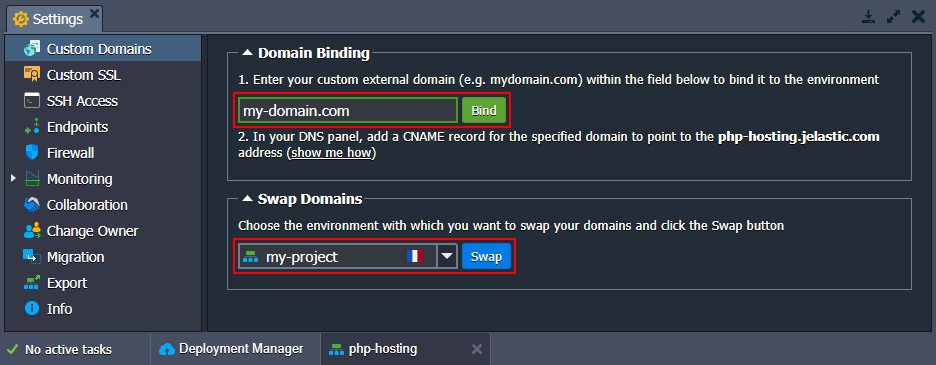 Settings
Custom Domains
Custom SSL
SSH Access
Endpoints
Firewall
Monitoring
Collaboration
Change Owner
Migration
Export
Info
Domain Binding
1. Enter your custom external domain (e.g. mydomain.com) within the field below to bind it to the environment
my-domain.com Bind
2. In your DNS panel, add a CNAME record for the specified domain to point to the php-hosting.jelastic.com
address (show me how)
Swap Domains
Choose the environment with which you want to swap your domains and click the Swap button
my-project Swap
No active tasks Deployment Manager php-hosting